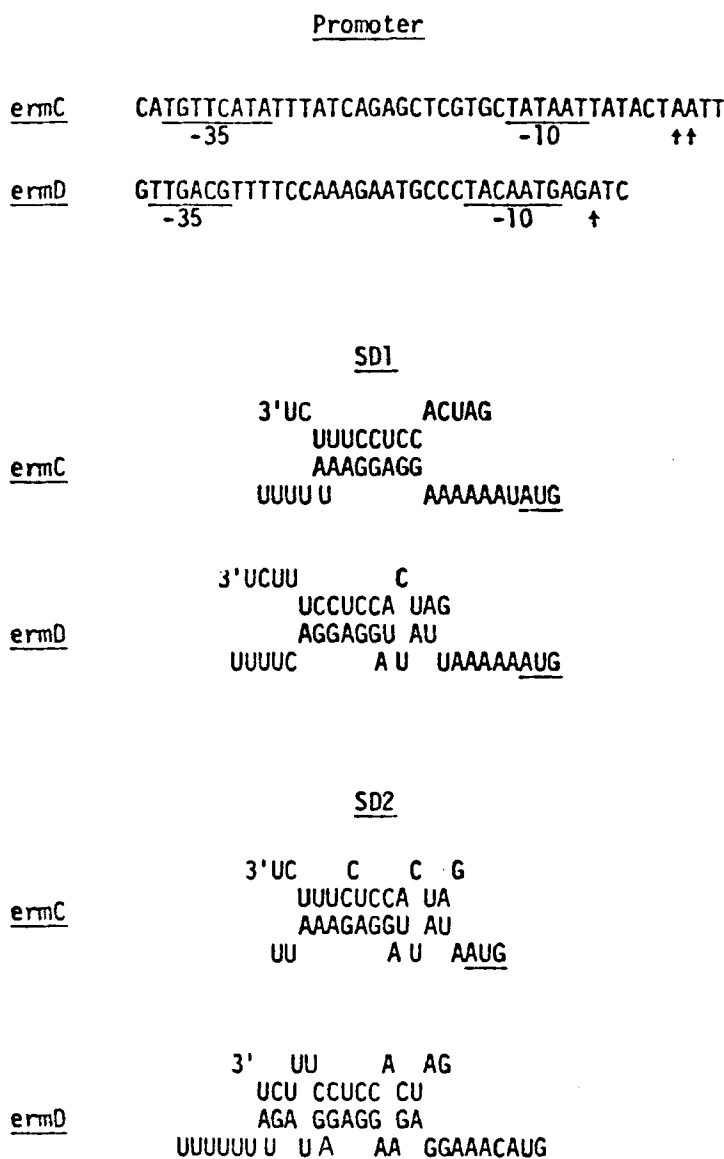 Promoter
ermC CATGTTCATATTTATCAGAGCTCGTGCTATAATTATACTAATT
-35 -10 ↑↑
ermD GTTGACGTTTTCCAAAGAATGCCCTACAATGAGATC
-35 -10 ↑
SD1
3'UC ACUAG
UUUCCUCC
ermC AAAGGAGG
UUUU U AAAAAAUAUG
3'UCUU C
UCCUCCA UAG
ermD AGGAGGU AU
UUUUC A U UAAAAAAUG
SD2
3'UC C C G
UUUCUCCA UA
ermC AAAGAGGU AU
UU A U AAUG
3' UU A AG
UCU CCUCC CU
ermD AGA GGAGG GA
UUUUUU U U A AA GGAAACAUG